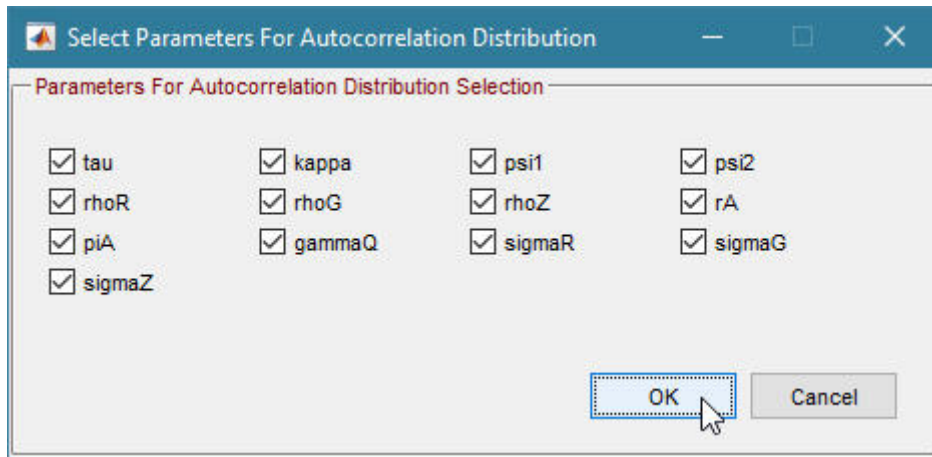 Select Parameters For Autocorrelation Distribution
Parameters For Autocorrelation Distribution Selection
tau kappa psi1 psi2
rhoR rhoG rhoZ rA
piA gammaQ sigmaR sigmaG
sigmaZ
OK Cancel